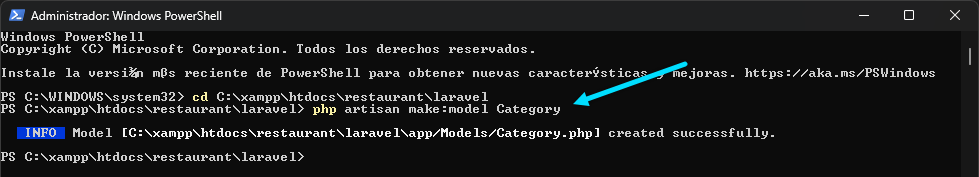 Administrador: Windows PowerShell
Windows PowerShell
Copyright (C) Microsoft Corporation. Todos los derechos reservados.
Instale la versi¾n mßs reciente de PowerShell para obtener nuevas caracterÝsticas y mejoras. https://aka.ms/PSWindows
PS C:\WINDOWS\system32> cd C:\xampp\htdocs\restaurant\laravel
PS C:\xampp\htdocs\restaurant\laravel> php artisan make:model Category
INFO Model [C:\xampp\htdocs\restaurant\laravel\app/Models/Category.php] created successfully.
PS C:\xampp\htdocs\restaurant\laravel>